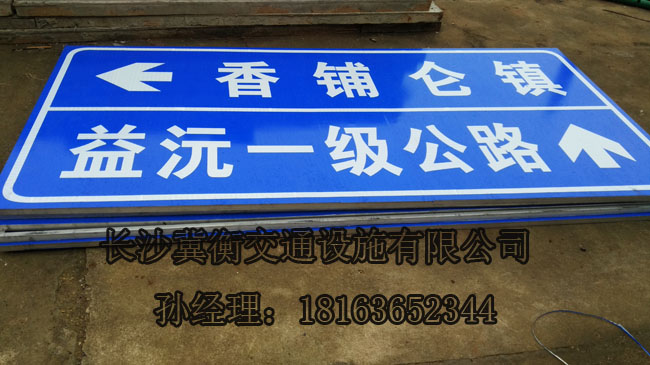 香铺仑镇
益沅一级公路
长沙冀衡交通设施有限公司
孙经理：18163652344